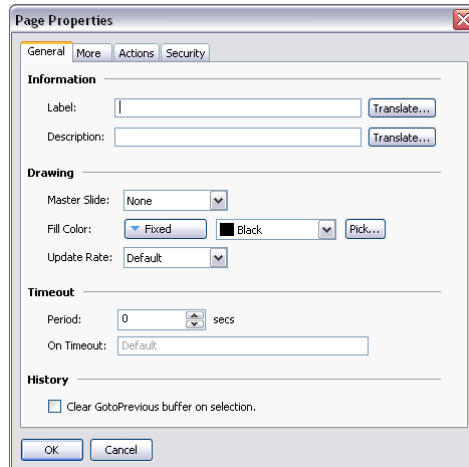 Page Properties
General More Actions Security
Information
Label: Translate...
Description: Translate...
Drawing
Master Slide: None
Fill Color: Fixed Black Pick...
Update Rate: Default
Timeout
Period: 0 secs
On Timeout: Default
History
Clear GotoPrevious buffer on selection.
OK Cancel